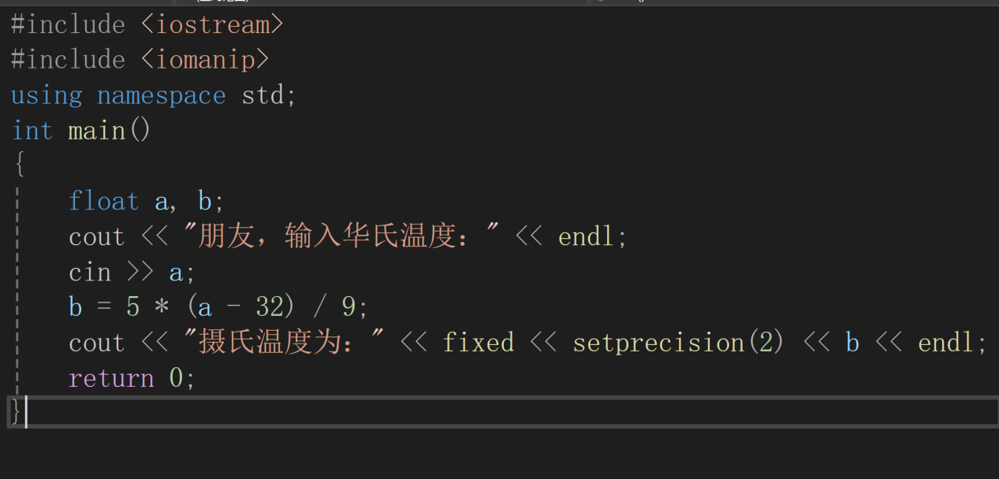 #include <iostream>
#include <iomanip>
using namespace std;
int main()
{
    float a, b;
    cout << "朋友，输入华氏温度：" << endl;
    cin >> a;
    b = 5 * (a - 32) / 9;
    cout << "摄氏温度为：" << fixed << setprecision(2) << b << endl;
    return 0;
}